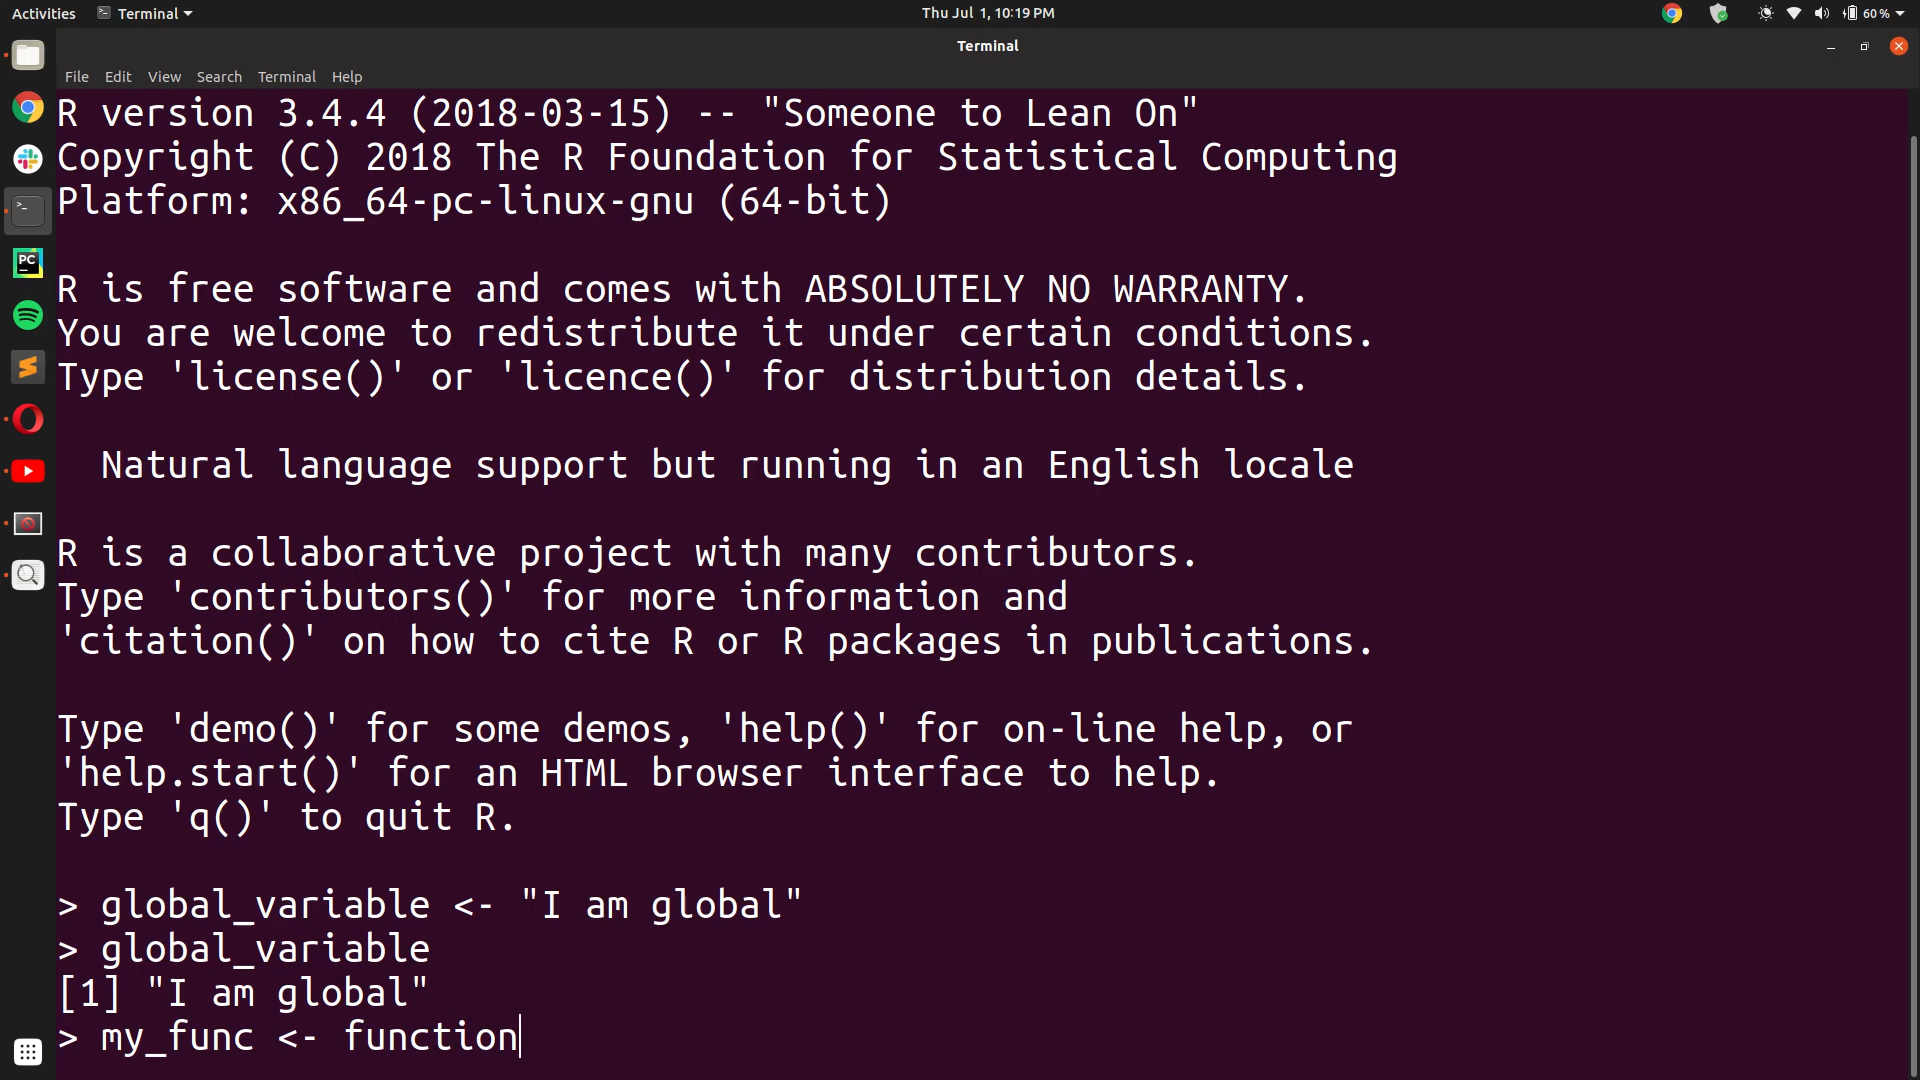 Activities Terminal Thu Jul 1, 10:19 PM 60 %
Terminal
File Edit View Search Terminal Help
R version 3.4.4 (2018-03-15) -- "Someone to Lean On"
Copyright (C) 2018 The R Foundation for Statistical Computing
Platform: x86_64-pc-linux-gnu (64-bit)
R is free software and comes with ABSOLUTELY NO WARRANTY.
You are welcome to redistribute it under certain conditions.
Type 'license()' or 'licence()' for distribution details.
Natural language support but running in an English locale
R is a collaborative project with many contributors.
Type 'contributors()' for more information and
'citation()' on how to cite R or R packages in publications.
Type 'demo()' for some demos, 'help()' for on-line help, or
'help.start()' for an HTML browser interface to help.
Type 'q()' to quit R.
> global_variable <- "I am global"
> global_variable
[1] "I am global"
> my_func <- function
PC